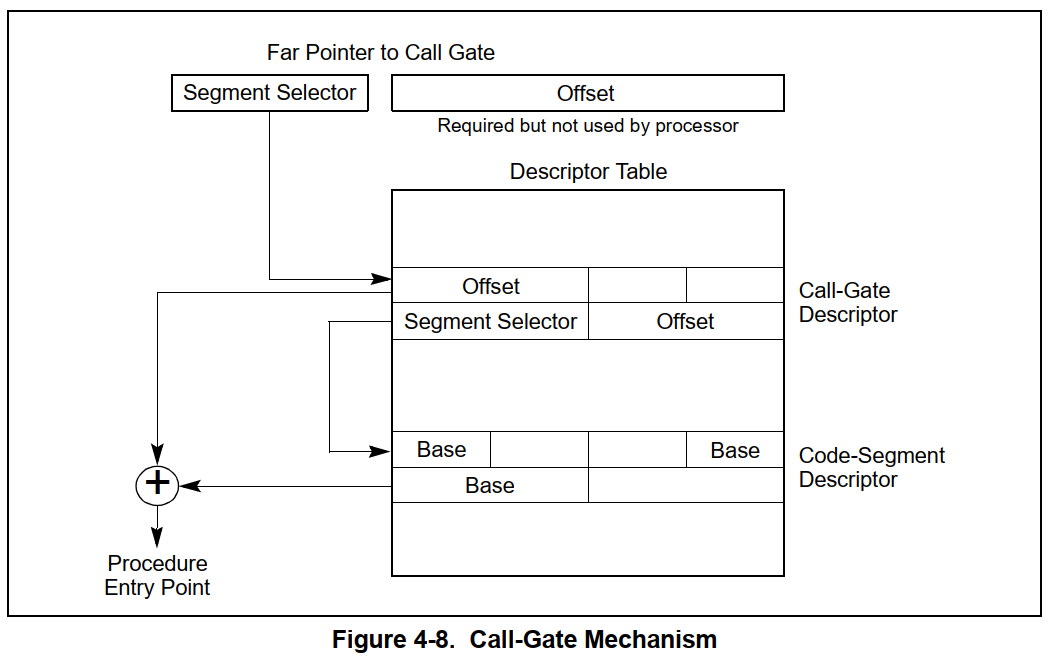 Far Pointer to Call Gate
Segment Selector
Offset
Required but not used by processor
Descriptor Table
Offset
Segment Selector
Offset
Call-Gate
Descriptor
Base
Base
Base
Code-Segment
Descriptor
+
Procedure
Entry Point
Figure 4-8. Call-Gate Mechanism